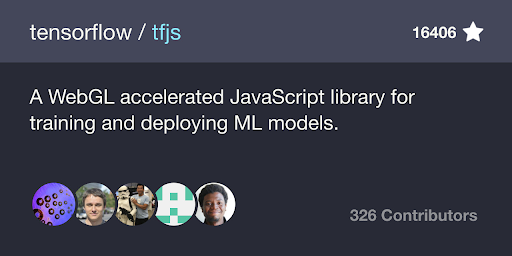 tensorflow / tfjs
16406
A WebGL accelerated JavaScript library for
training and deploying ML models.
326 Contributors